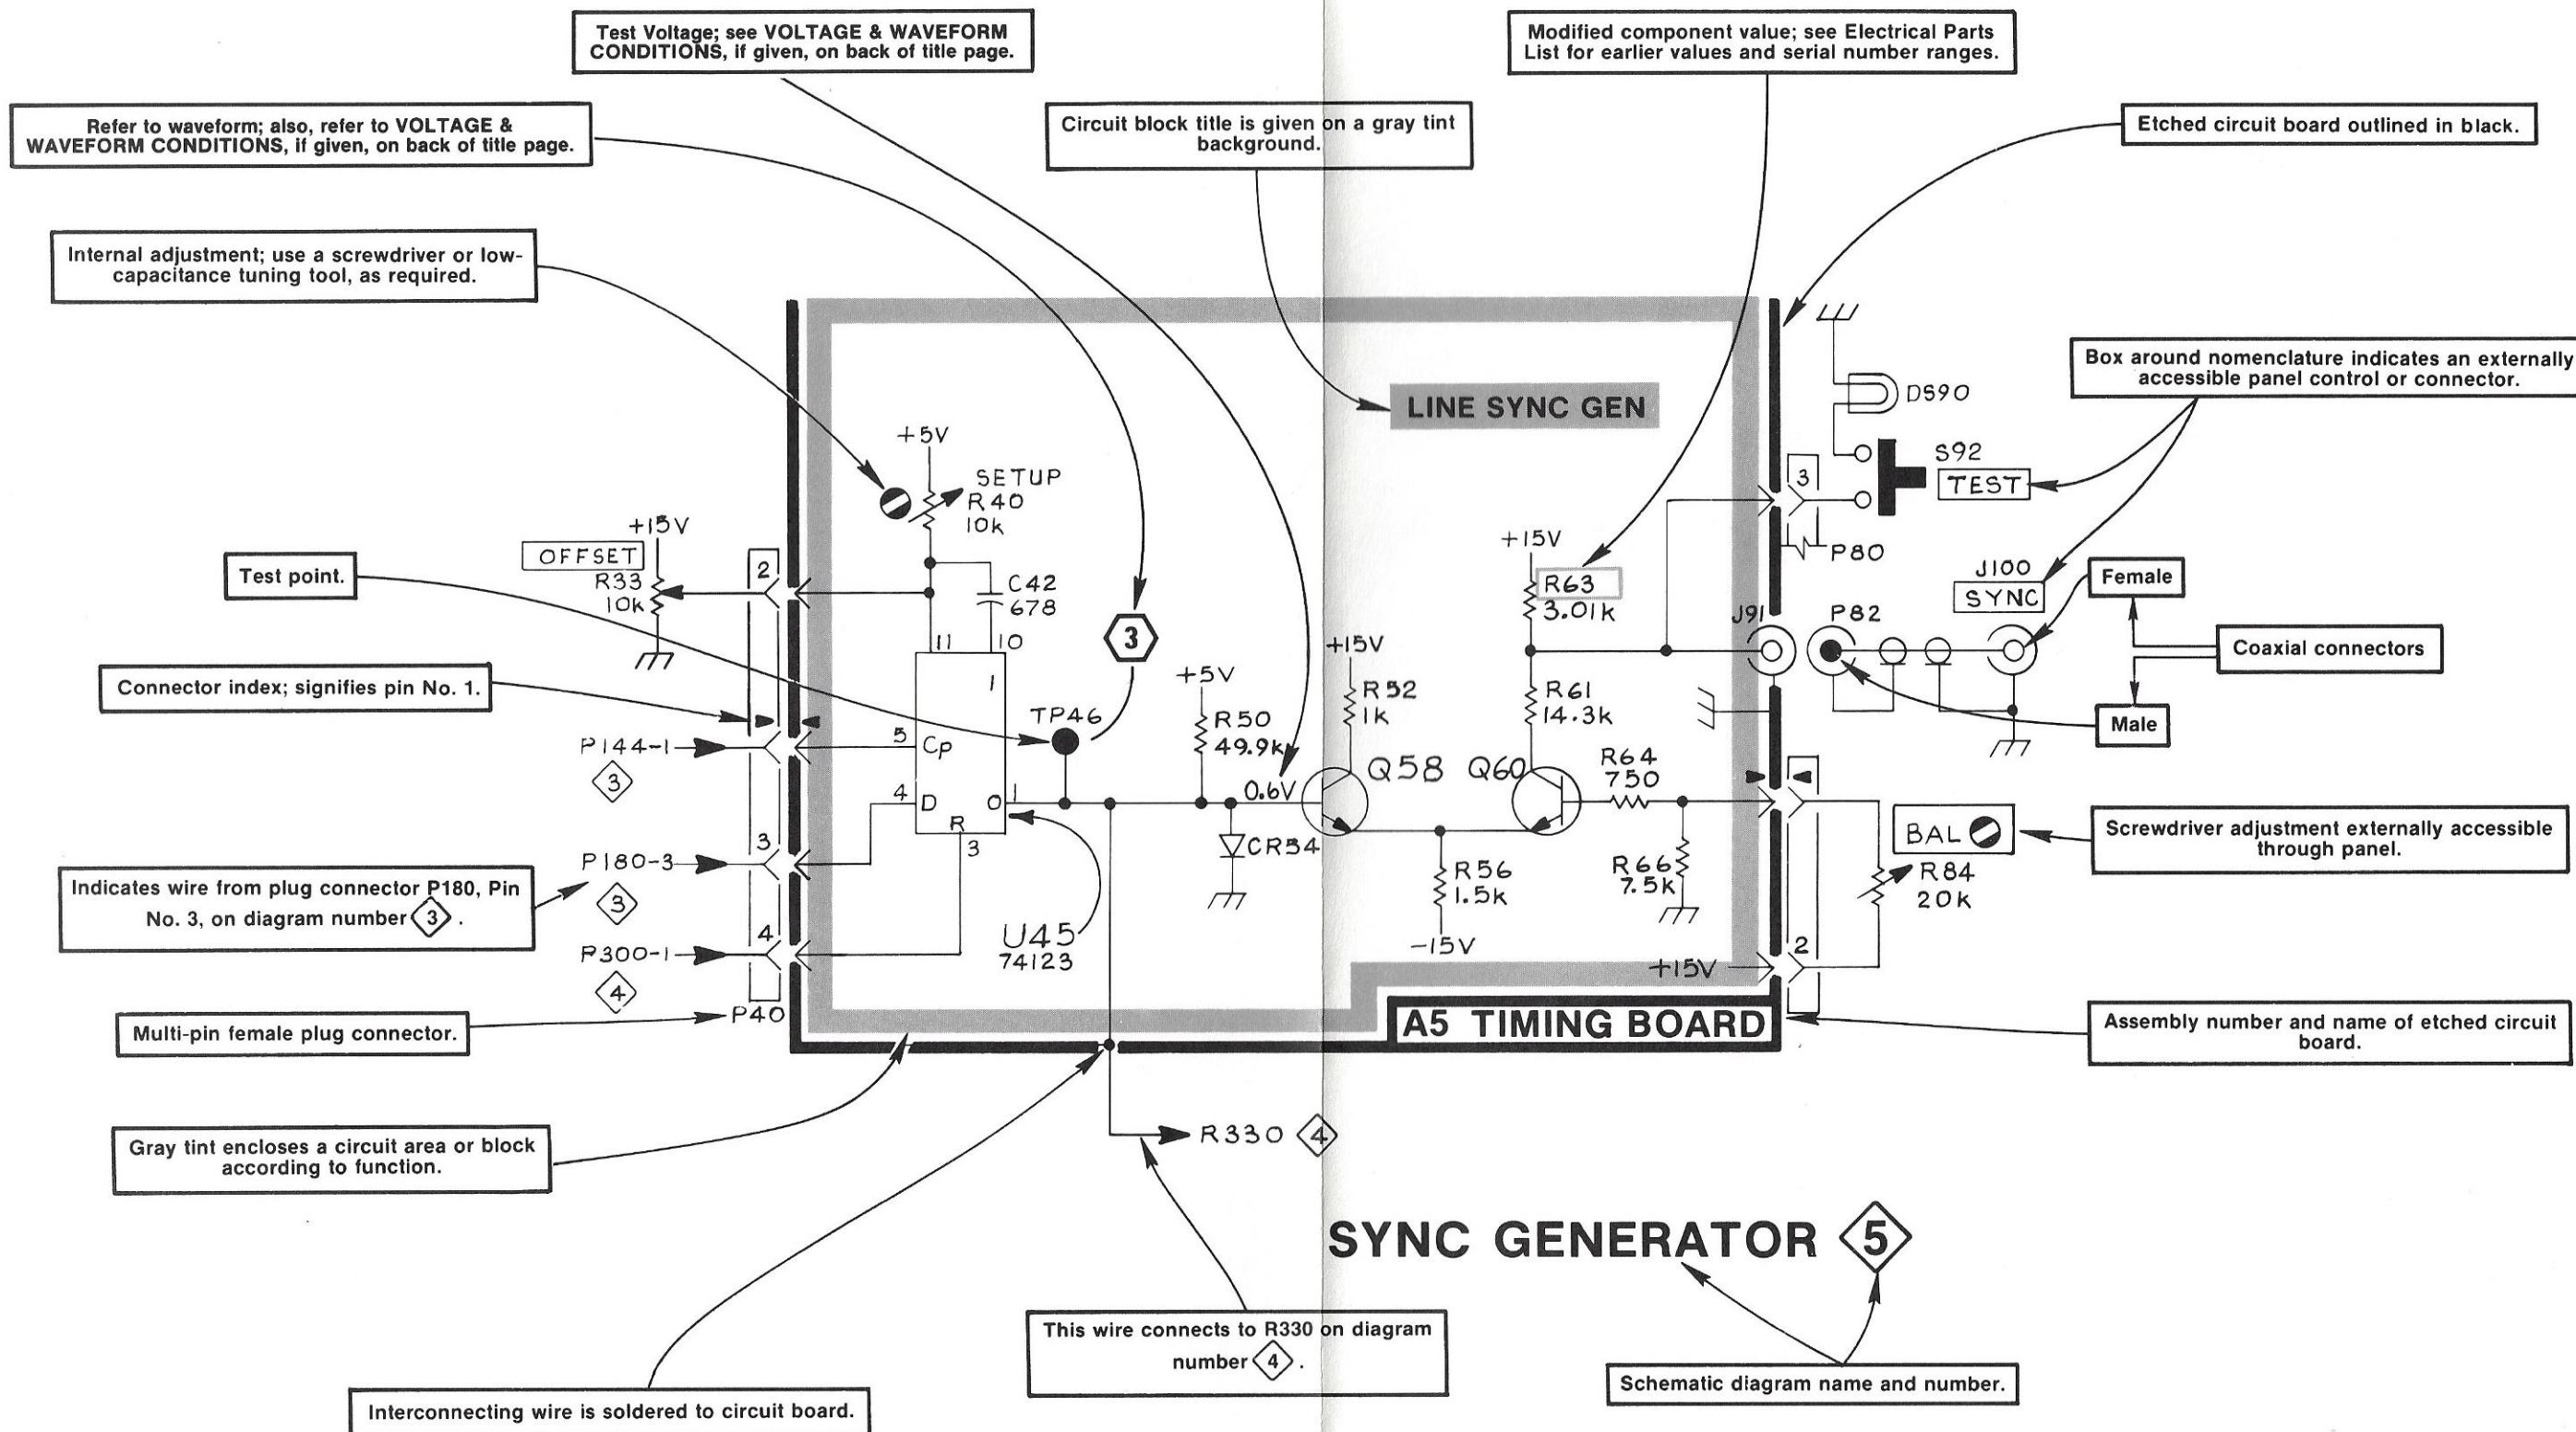 Test Voltage; see VOLTAGE & WAVEFORM
CONDITIONS, if given, on back of title page.
Modified component value; see Electrical Parts
List for earlier values and serial number ranges.
Refer to waveform; also, refer to VOLTAGE &
WAVEFORM CONDITIONS, if given, on back of title page.
Circuit block title is given on a gray tint
background.
Etched circuit board outlined in black.
Internal adjustment; use a screwdriver or low-
capacitance tuning tool, as required.
Box around nomenclature indicates an externally
accessible panel control or connector.
LINE SYNC GEN
DS90
S92
TEST
3
P80
+5V
SETUP
R40
10k
+15V
OFFSET
R33
10k
2
C42
678
11
10
Test point.
3
+15V
R63
3.01k
J100
SYNC
Female
J91
P82
Coaxial connectors
Male
Connector index; signifies pin No. 1.
1
TP46
+5V
R50
49.9k
+15V
R52
1k
R61
14.3k
P144-1
3
5
Cp
4
D
O
1
R
3
0.6V
Q58
Q60
R64
750
CR54
R56
1.5k
-15V
R66
7.5k
BAL
R84
20k
Screwdriver adjustment externally accessible
through panel.
P180-3
3
3
Indicates wire from plug connector P180, Pin
No. 3, on diagram number 3 .
U45
74123
P300-1
4
4
+15V
2
P40
Multi-pin female plug connector.
A5 TIMING BOARD
Assembly number and name of etched circuit
board.
Gray tint encloses a circuit area or block
according to function.
R330 4
SYNC GENERATOR 5
This wire connects to R330 on diagram
number 4 .
Schematic diagram name and number.
Interconnecting wire is soldered to circuit board.